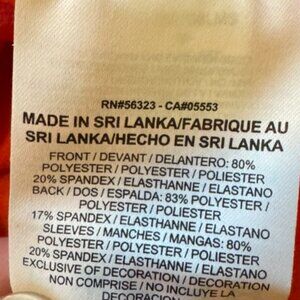 RN#56323 - CA#05553
MADE IN SRI LANKA/FABRIQUE AU
SRI LANKA/HECHO EN SRI LANKA
FRONT / DEVANT / DELANTERO: 80%
POLYESTER / POLYESTER / POLIESTER
20% SPANDEX / ELASTHANNE / ELASTANO
BACK / DOS / ESPALDA: 83% POLYESTER /
POLYESTER / POLIESTER
17% SPANDEX / ELASTHANNE / ELASTANO
SLEEVES / MANCHES / MANGAS: 80%
POLYESTER / POLYESTER / POLIESTER
20% SPANDEX / ELASTHANNE / ELASTANO
EXCLUSIVE OF DECORATION / DECORATION
NON COMPRISE / NO INCLUYE LA
DECORACION